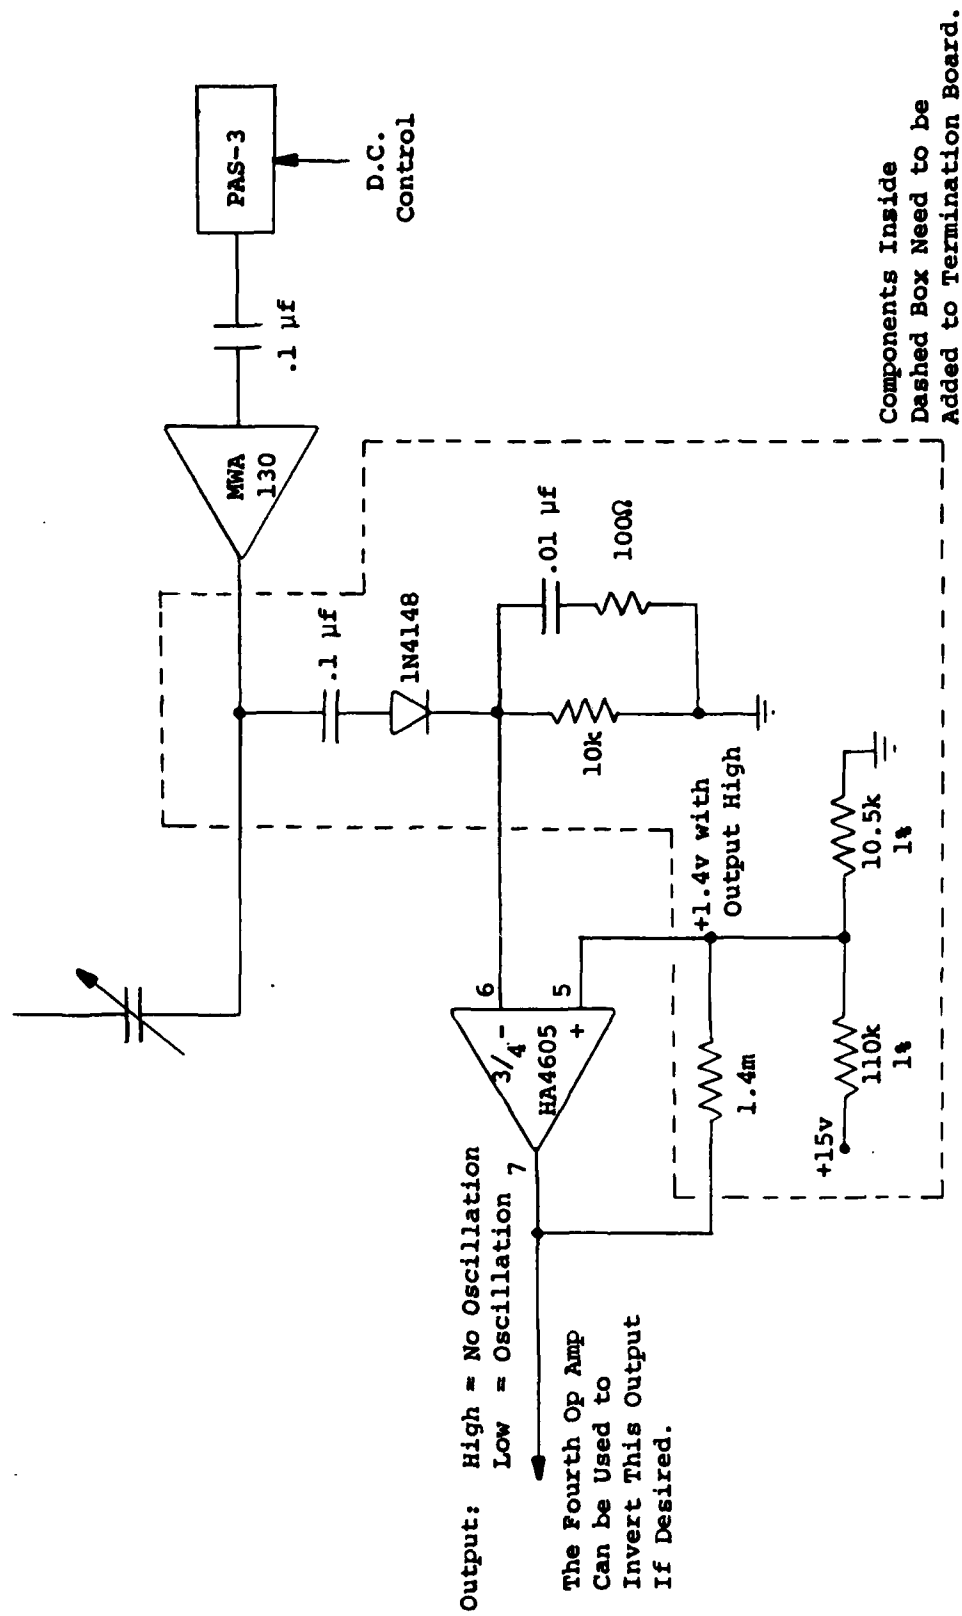 PAS-3
D.C.
Control
.1 µf
MWA
130
.1 µf
1N4148
.01 µf
100Ω
10k
Components Inside
Dashed Box Need to be
Added to Termination Board.
6
5
3/4
-
+
HA4605
7
+1.4v with
Output High
1.4m
10.5k
1%
110k
1%
+15v
Output: High = No Oscillation
Low = Oscillation
The Fourth Op Amp
Can be Used to
Invert This Output
If Desired.